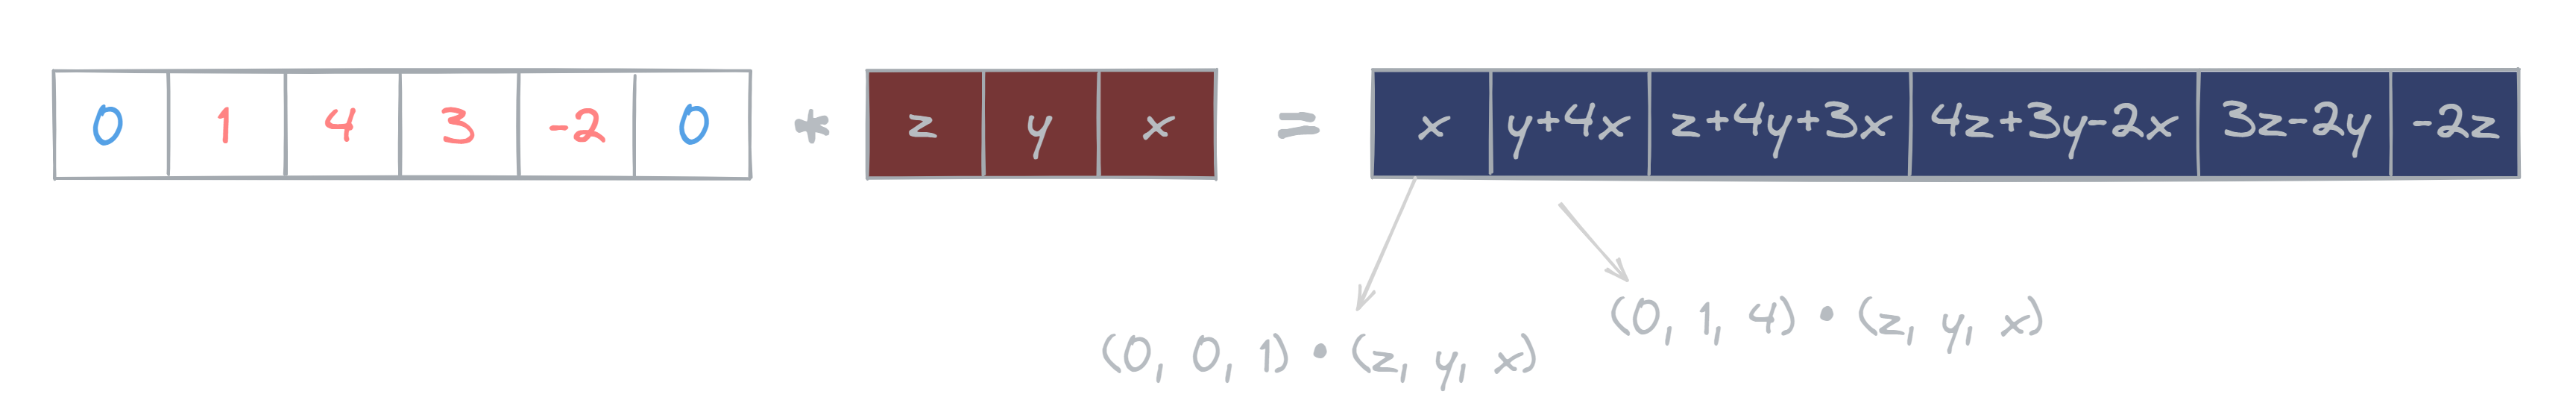 0 1 4 3 -2 0 * z y x = x y+4x z+4y+3x 4z+3y-2x 3z-2y -2z
(0, 1, 4) • (z, y, x)
(0, 0, 1) • (z, y, x)